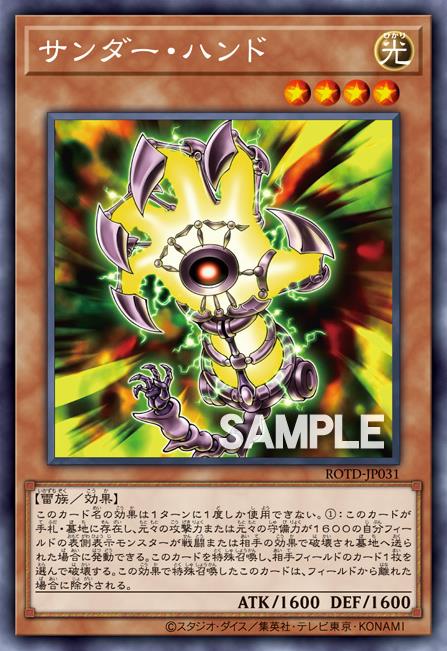 サンダー・ハンド
光
SAMPLE
ROTD-JP031
【雷族／効果】
このカード名の効果は1ターンに1度しか使用できない。①：このカードが
手札・墓地に存在し、元々の攻撃力または元々の守備力が1600の自分フィー
ルドの表側表示モンスターが戦闘または相手の効果で破壊され墓地へ送
られた場合に発動できる。このカードを特殊召喚し、相手フィールドのカード1枚を
選んで破壊する。この効果で特殊召喚したこのカードは、フィールドから離れた
場合に除外される。
ATK/1600 DEF/1600
©スタジオ・ダイス／集英社・テレビ東京・KONAMI